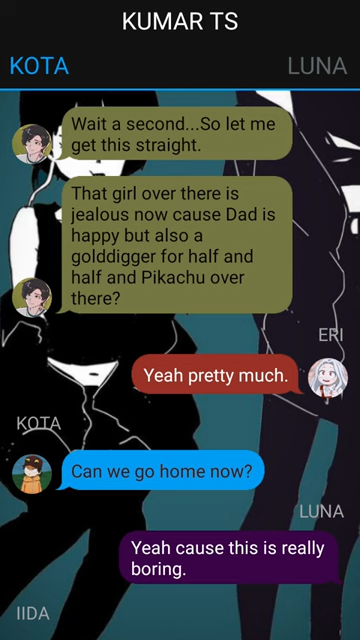 KUMAR TS
KOTA
LUNA
Wait a second...So let me
get this straight.
That girl over there is
jealous now cause Dad is
happy but also a
golddigger for half and
half and Pikachu over
there?
ERI
Yeah pretty much.
KOTA
Can we go home now?
LUNA
Yeah cause this is really
boring.
IIDA